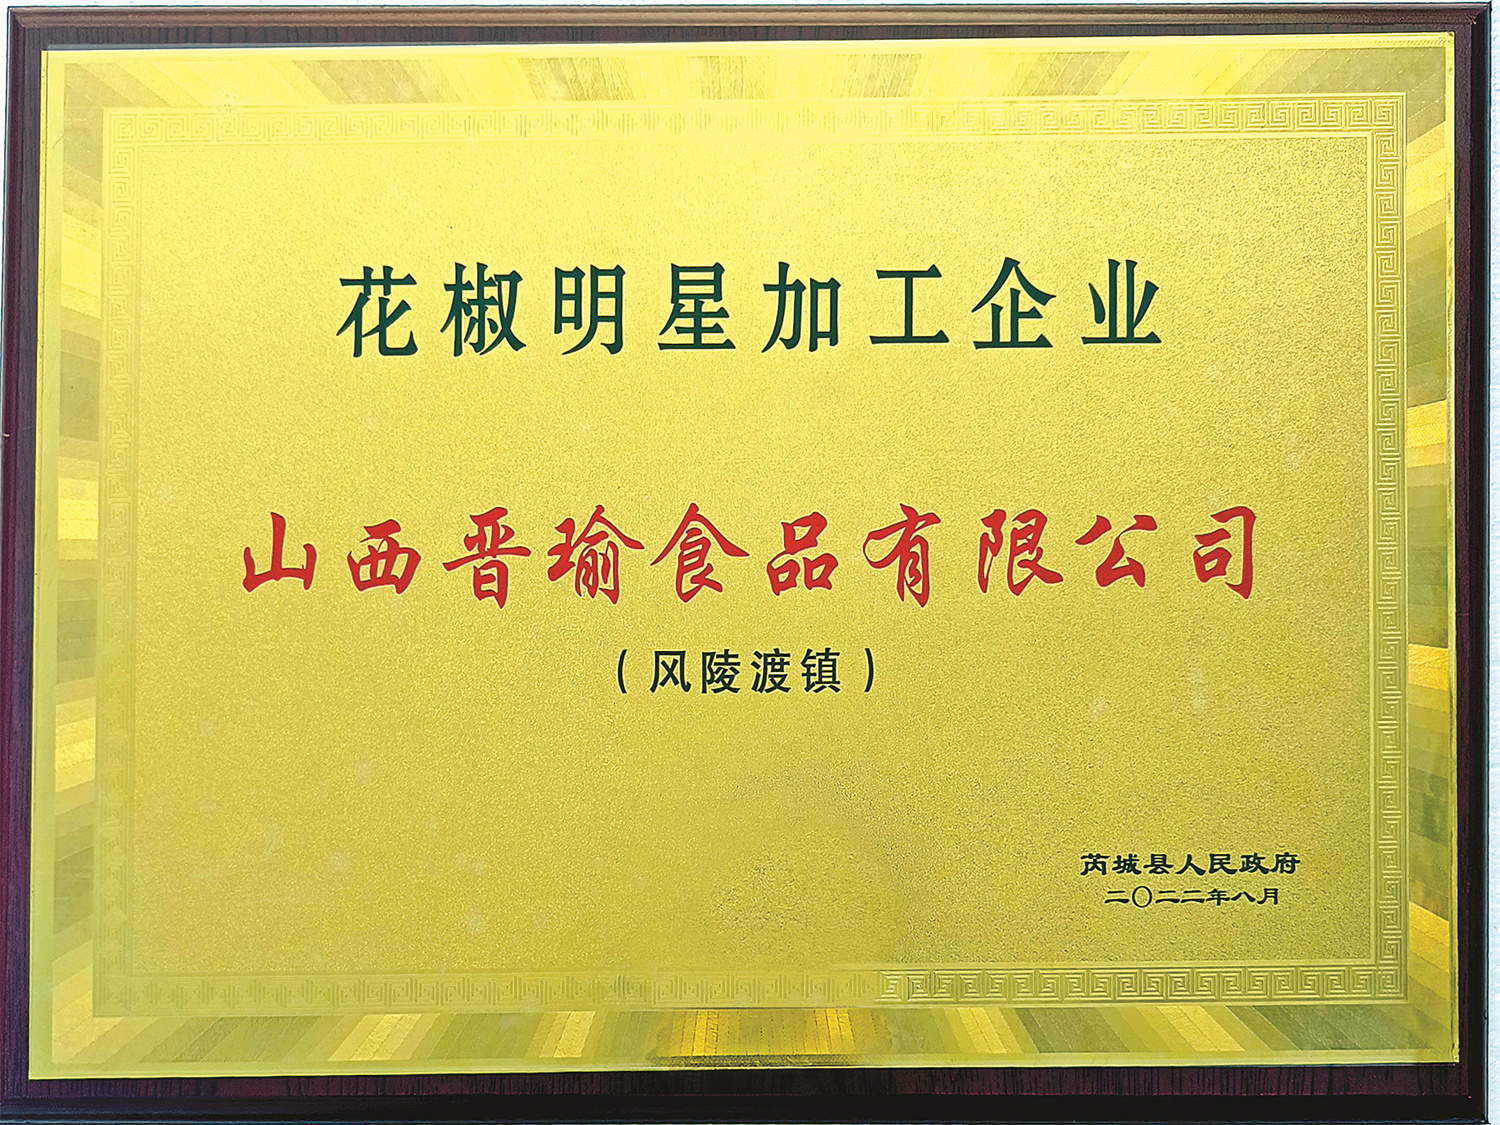 花椒明星加工企业
山西晋瑜食品有限公司
（风陵渡镇）
芮城县人民政府
二〇二二年八月